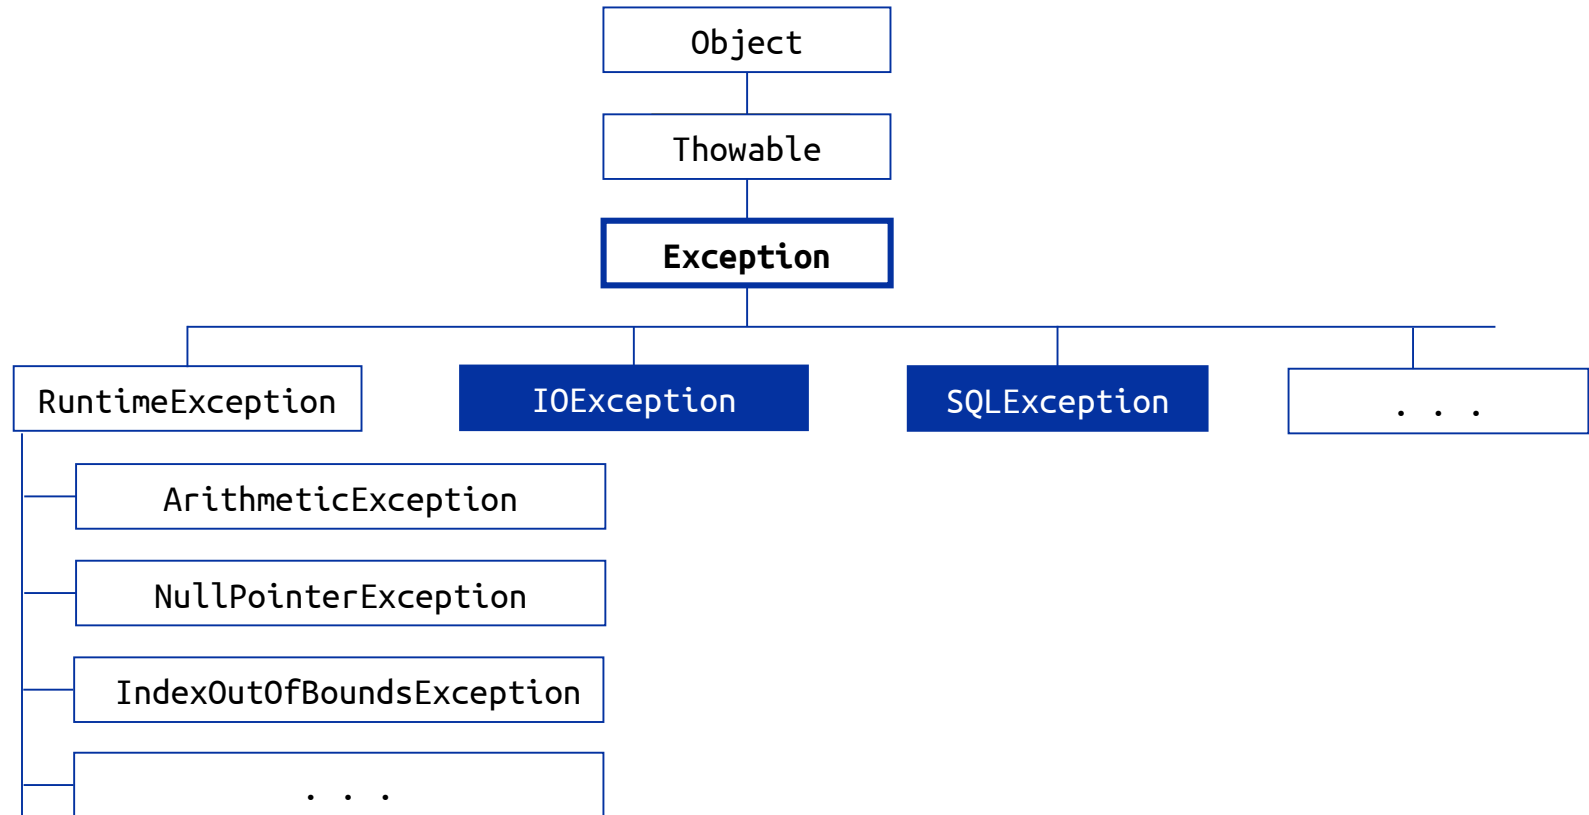 Object
Thowable
Exception
RuntimeException
IOException
SQLException
. . .
ArithmeticException
NullPointerException
IndexOutOfBoundsException
. . .